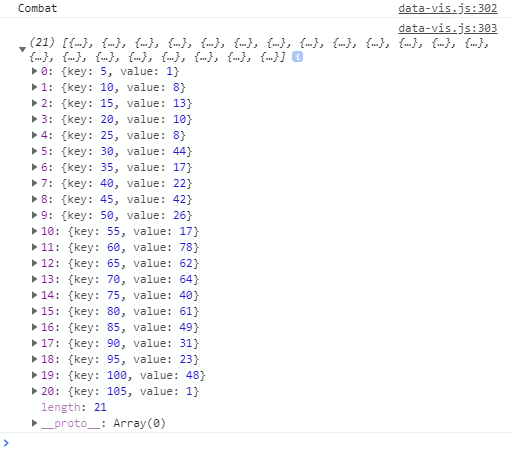 Combat data-vis.js:302
data-vis.js:303
(21) [{…}, {…}, {…}, {…}, {…}, {…}, {…}, {…}, {…}, {…}, {…}, {…}, {…},
{…}, {…}, {…}, {…}, {…}, {…}, {…}, {…}] i
0: {key: 5, value: 1}
1: {key: 10, value: 8}
2: {key: 15, value: 13}
3: {key: 20, value: 10}
4: {key: 25, value: 8}
5: {key: 30, value: 44}
6: {key: 35, value: 17}
7: {key: 40, value: 22}
8: {key: 45, value: 42}
9: {key: 50, value: 26}
10: {key: 55, value: 17}
11: {key: 60, value: 78}
12: {key: 65, value: 62}
13: {key: 70, value: 64}
14: {key: 75, value: 40}
15: {key: 80, value: 61}
16: {key: 85, value: 49}
17: {key: 90, value: 31}
18: {key: 95, value: 23}
19: {key: 100, value: 48}
20: {key: 105, value: 1}
length: 21
__proto__: Array(0)